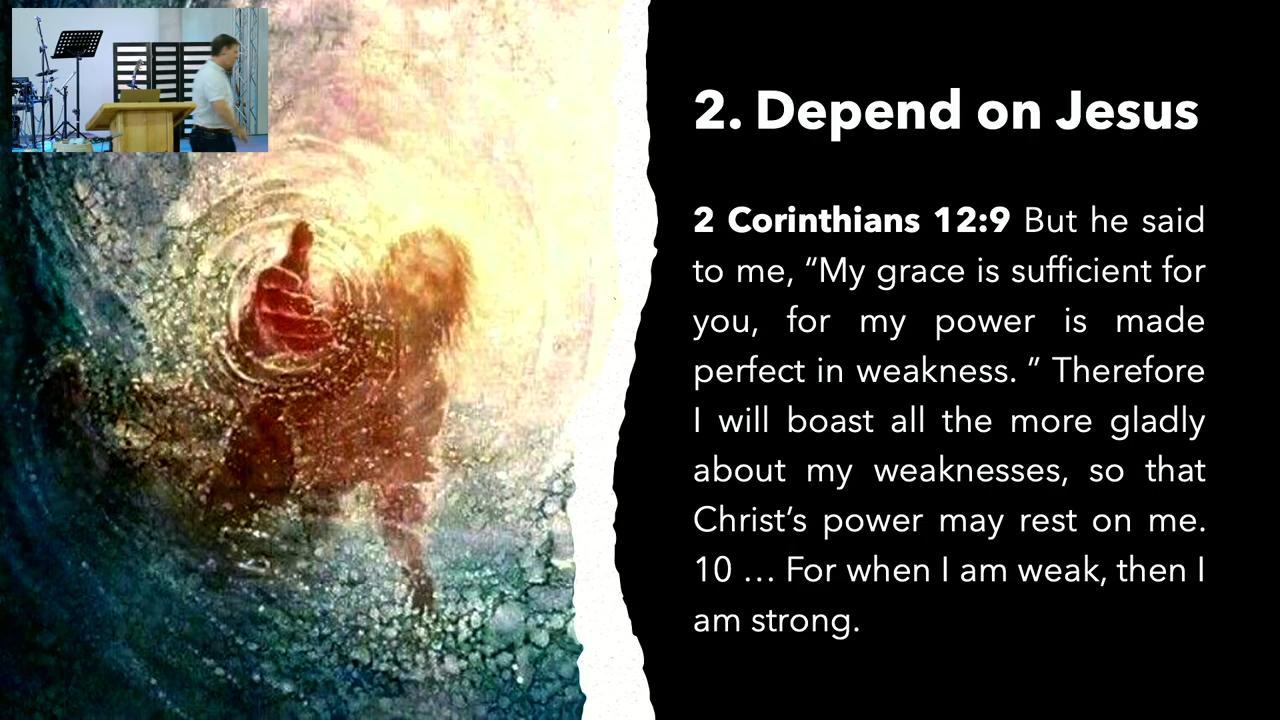 2. Depend on Jesus
2 Corinthians 12:9 But he said
to me, “My grace is sufficient for
you, for my power is made
perfect in weakness. ” Therefore
I will boast all the more gladly
about my weaknesses, so that
Christ’s power may rest on me.
10 … For when I am weak, then I
am strong.